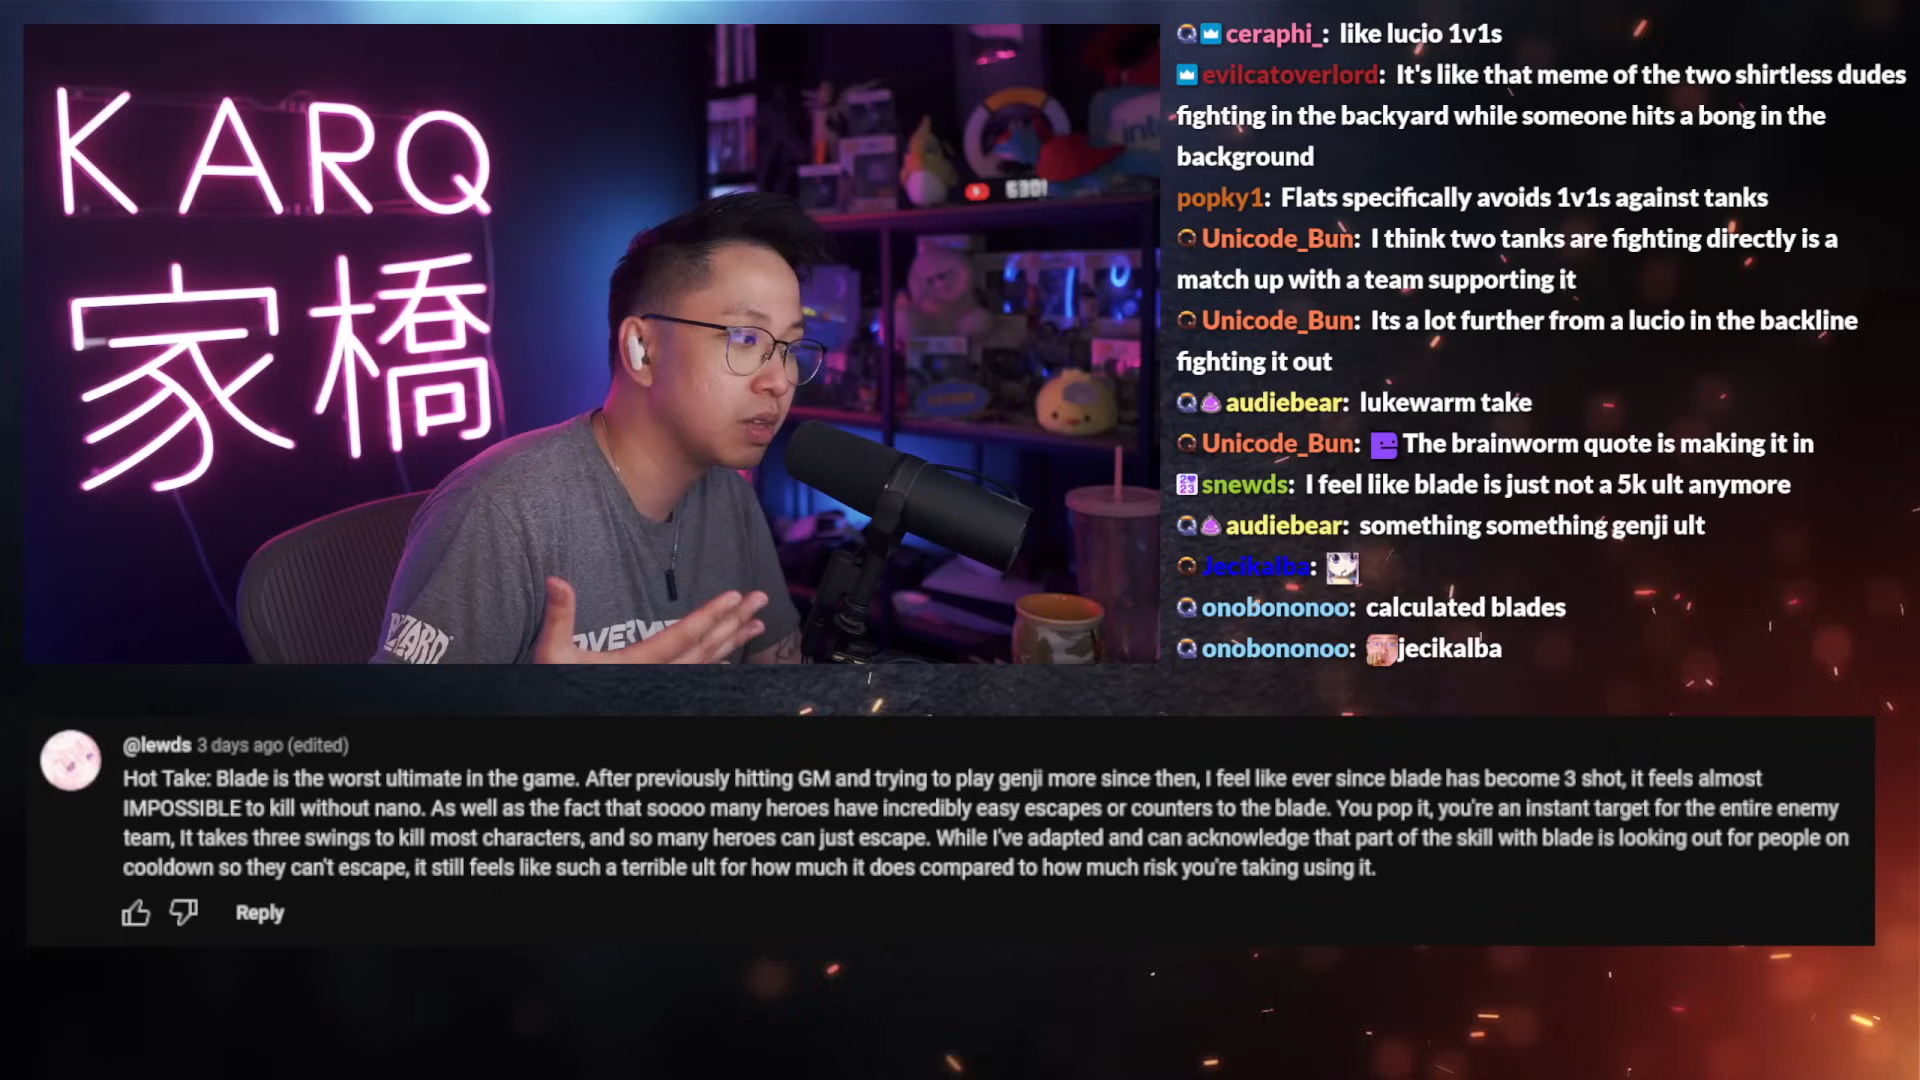 KARQ
家橋
5301
intel
BLIZZARD
OVERW
ceraphi_: like lucio 1v1s
evilcatoverlord: It's like that meme of the two shirtless dudes
fighting in the backyard while someone hits a bong in the
background
popky1: Flats specifically avoids 1v1s against tanks
Unicode_Bun: I think two tanks are fighting directly is a
match up with a team supporting it
Unicode_Bun: Its a lot further from a lucio in the backline
fighting it out
audiebear: lukewarm take
Unicode_Bun: The brainworm quote is making it in
snewds: I feel like blade is just not a 5k ult anymore
audiebear: something something genji ult
Jecikalba:
onobononoo: calculated blades
onobononoo: jecikalba
@lewds 3 days ago (edited)
Hot Take: Blade is the worst ultimate in the game. After previously hitting GM and trying to play genji more since then, I feel like ever since blade has become 3 shot, it feels almost
IMPOSSIBLE to kill without nano. As well as the fact that soooo many heroes have incredibly easy escapes or counters to the blade. You pop it, you're an instant target for the entire enemy
team, It takes three swings to kill most characters, and so many heroes can just escape. While I've adapted and can acknowledge that part of the skill with blade is looking out for people on
cooldown so they can't escape, it still feels like such a terrible ult for how much it does compared to how much risk you're taking using it.
Reply